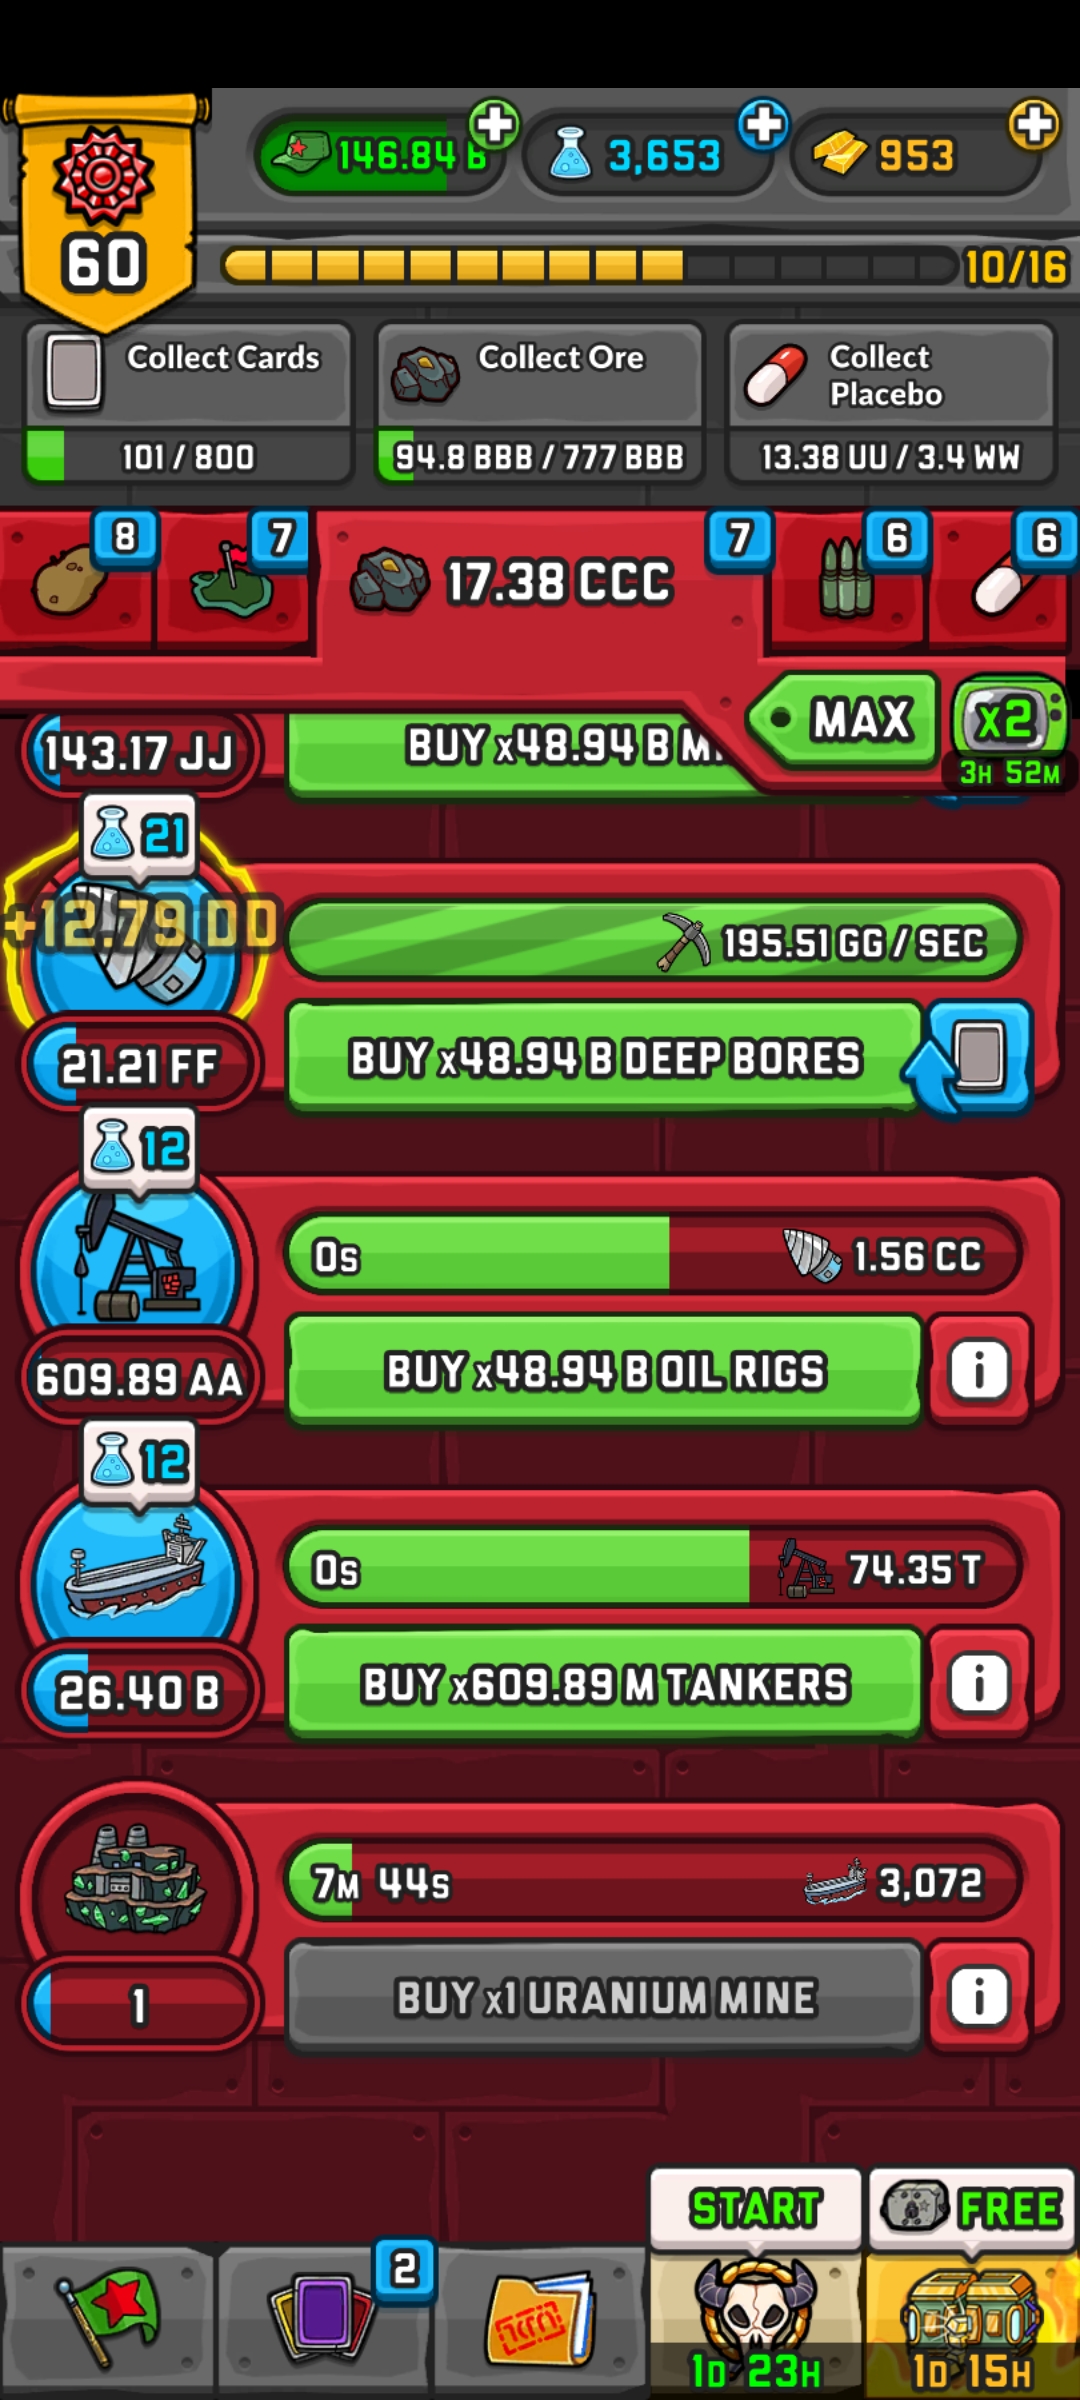 146.84 B
3,653
953
60
10/16
Collect Cards
101 / 800
Collect Ore
94.8 BBB / 777 BBB
Collect
Placebo
13.38 UU / 3.4 WW
8
7
17.38 CCC
7
6
6
MAX
x2
3H 52M
143.17 JJ
BUY x48.94 B
21
+12.79 DD
195.51 GG / SEC
21.21 FF
BUY x48.94 B DEEP BORES
12
0s
1.56 CC
609.89 AA
BUY x48.94 B OIL RIGS
i
12
0s
74.35 T
26.40 B
BUY x609.89 M TANKERS
i
7M 44s
3,072
1
BUY x1 URANIUM MINE
i
START
FREE
2
1D 23H
1D 15H